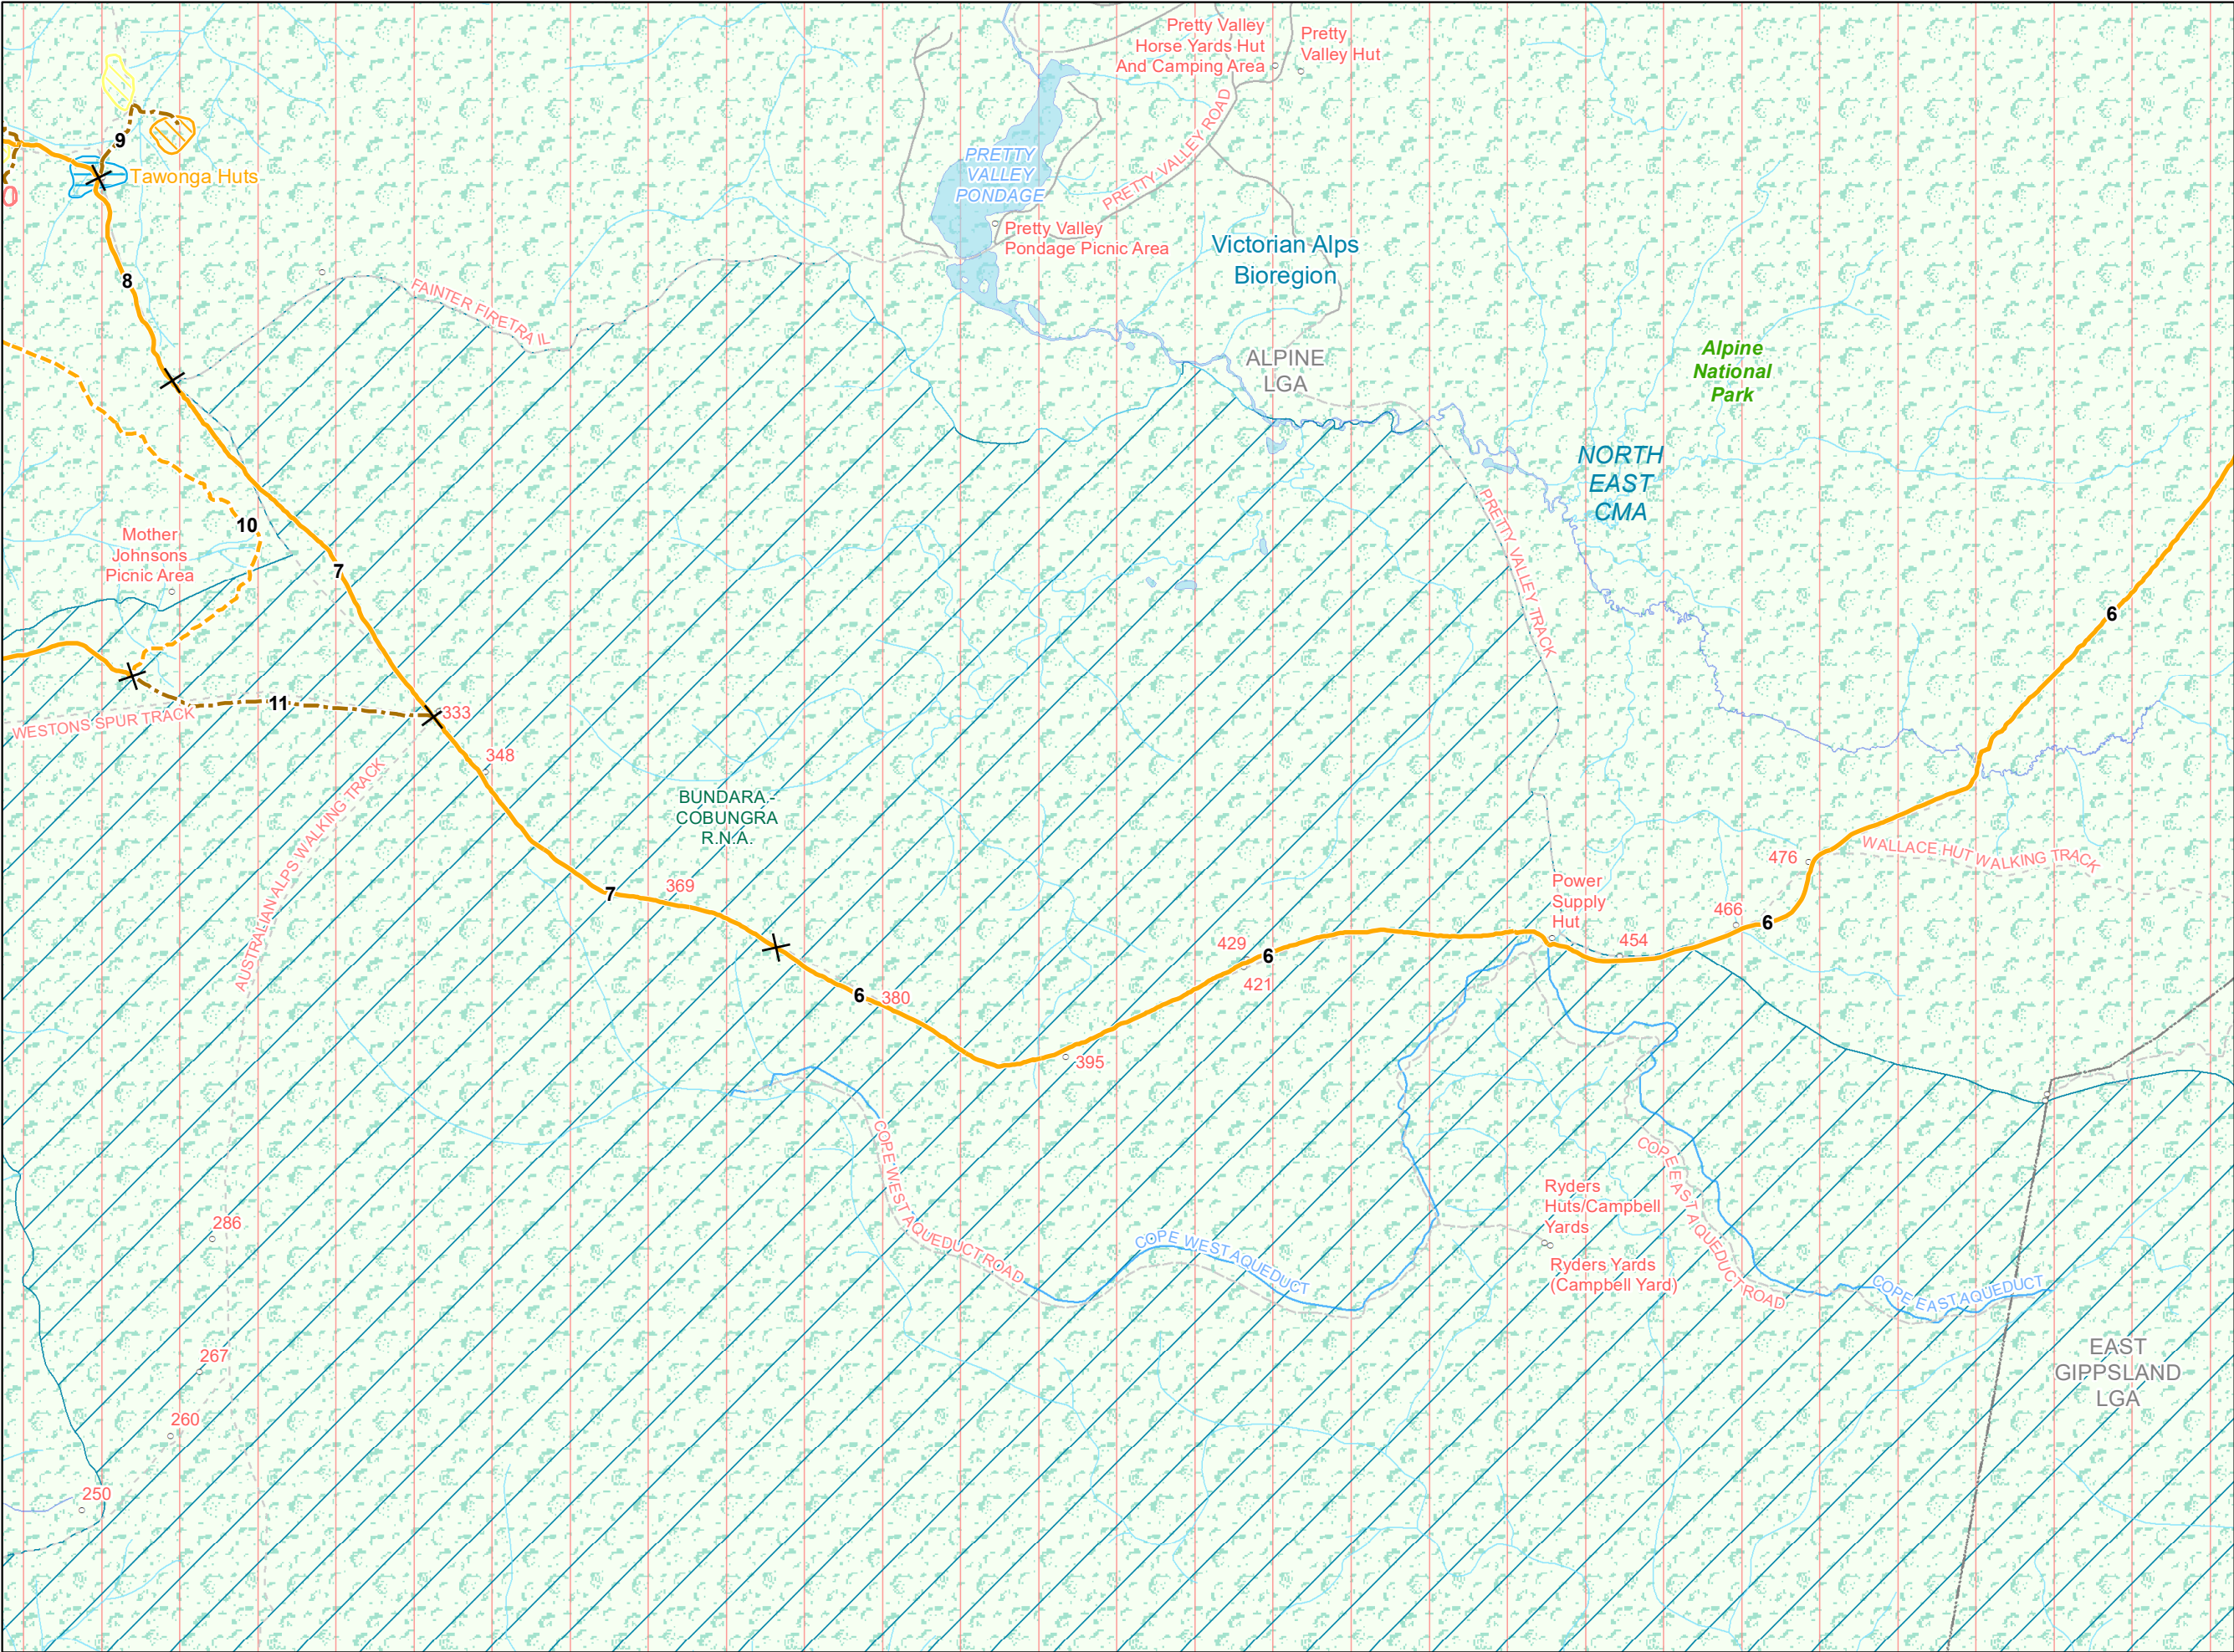 Pretty Valley
Horse Yards Hut
And Camping Area
Pretty
Valley Hut
9
Tawonga Huts
0
PRETTY
VALLEY
PONDAGE
PRETTY VALLEY ROAD
Pretty Valley
Pondage Picnic Area
Victorian Alps
Bioregion
8
FAINTER FIRETRAIL
ALPINE
LGA
Alpine
National
Park
NORTH
EAST
CMA
10
Mother
Johnsons
Picnic Area
7
PRETTY VALLEY TRACK
6
11
WESTONS SPUR TRACK
333
348
AUSTRALIAN ALPS WALKING TRACK
BUNDARA -
COBUNGRA
R.N.A.
7
369
476
WALLACE HUT WALKING TRACK
Power
Supply
Hut
466
6
454
429
6
421
6
380
395
COPE WEST AQUEDUCT ROAD
COPE WEST AQUEDUCT
COPE EAST AQUEDUCT ROAD
Ryders
Huts/Campbell
Yards
Ryders Yards
(Campbell Yard)
COPE EAST AQUEDUCT
286
267
260
250
EAST
GIPPSLAND
LGA